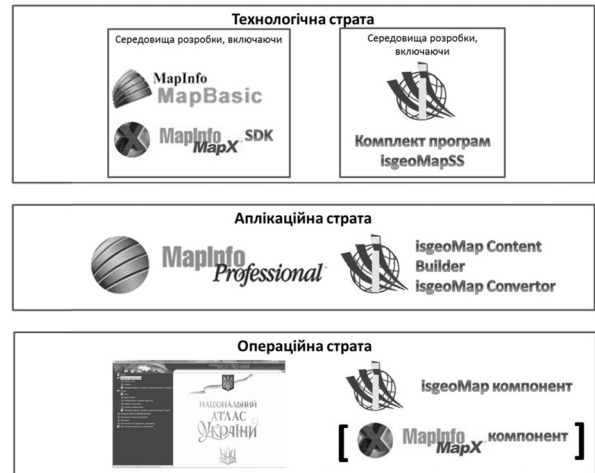 Технологічна страта
Середовища розробки, включаючи
MapInfo
MapBasic
MapInfo SDK
MapX
Середовища розробки,
включаючи
Комплект програм
isgeoMapSS
Аплікаційна страта
MapInfo
Professional
isgeoMap Content
Builder
isgeoMap Convertor
Операційна страта
НАЦІОНАЛЬНИЙ
АТЛАС
УКРАЇНИ
isgeoMap компонент
[ MapInfo компонент ]
MapX